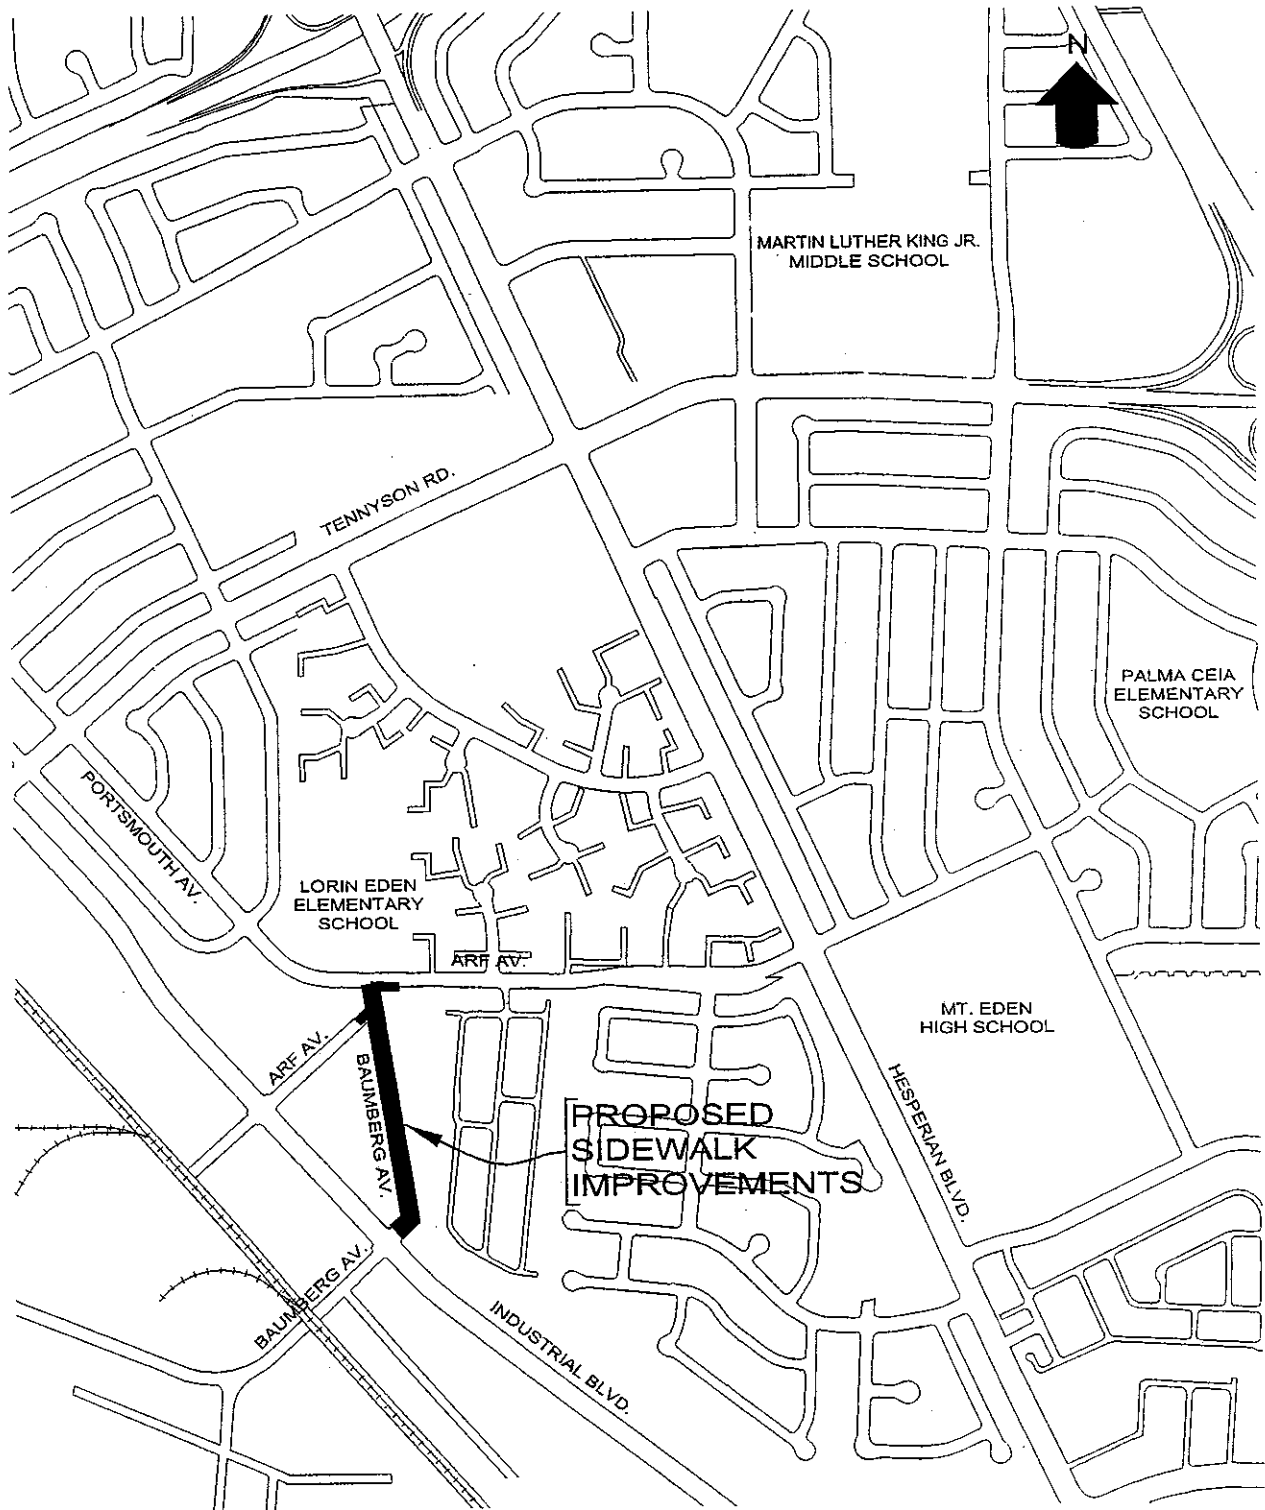 N
MARTIN LUTHER KING JR.
MIDDLE SCHOOL
TENNYSON RD.
PALMA CEIA
ELEMENTARY
SCHOOL
PORTSMOUTH AV.
LORIN EDEN
ELEMENTARY
SCHOOL
ARF AV.
MT. EDEN
HIGH SCHOOL
ARF AV.
BAUMBERG AV.
HESPERIAN BLVD.
PROPOSED
SIDEWALK
IMPROVEMENTS
BAUMBERG AV.
INDUSTRIAL BLVD.